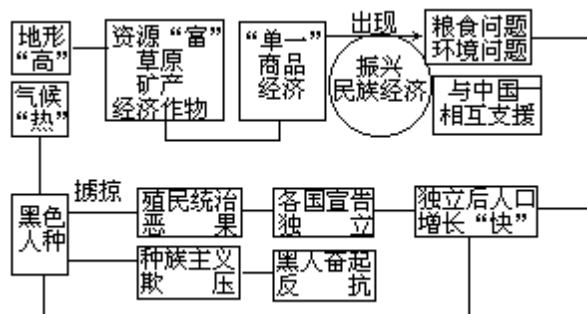 地形
“高”
资源“富”
草原
矿产
经济作物
“单一”
商品
经济
出现
粮食问题
环境问题
振兴
民族经济
与中国
相互支援
气候
“热”
黑色
人种
掳掠
殖民统治
恶果
各国宣告
独立
独立后人口
增长“快”
种族主义
欺压
黑人奋起
反抗